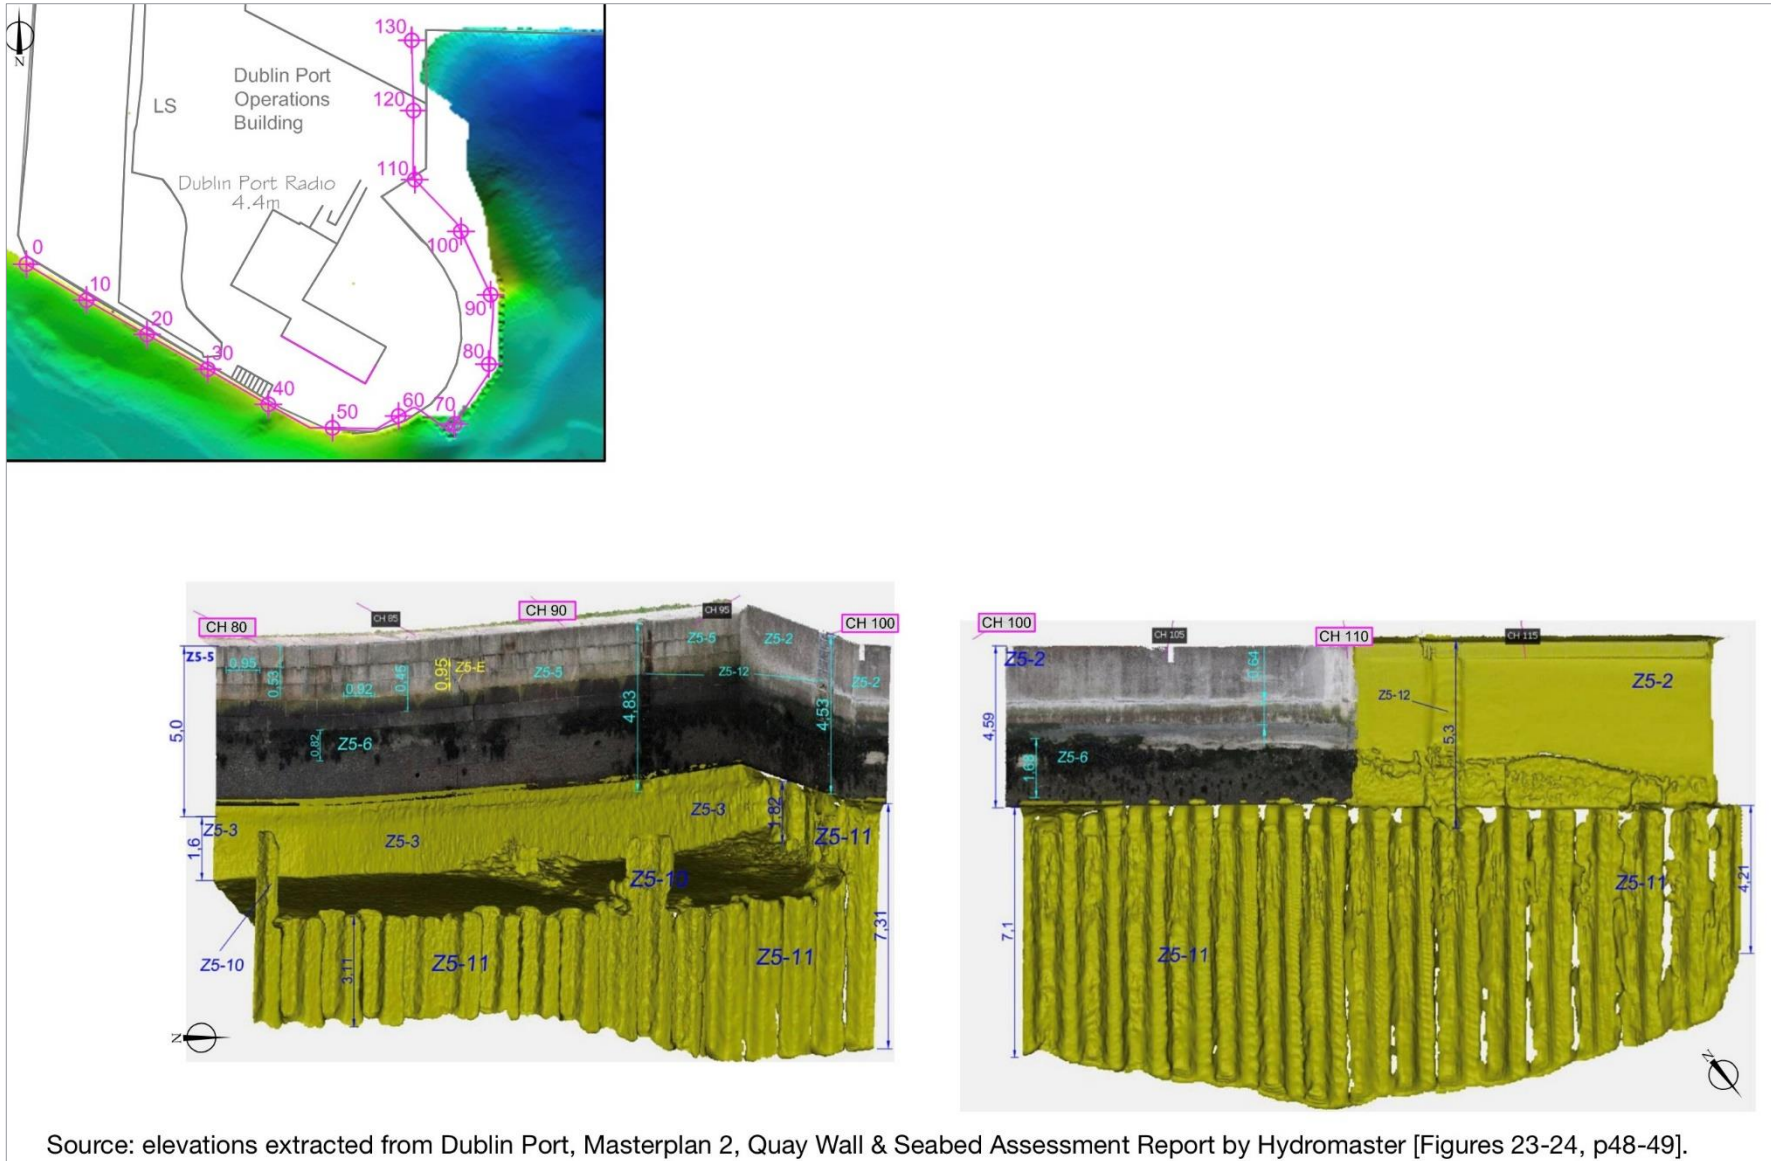 N
130
120
110
100
90
80
70
60
50
40
30
20
10
0
LS
Dublin Port
Operations
Building
Dublin Port Radio
4.4m
CH 80
CH 85
CH 90
CH 95
CH 100
Z5-5
0,95
0,53
0,92
0,45
0,95
Z5-E
Z5-5
Z5-5
Z5-2
Z5-12
Z5-2
4,83
4,53
5,0
0,82
Z5-6
Z5-3
Z5-3
Z5-3
1,6
1,82
Z5-11
Z5-10
Z5-10
3,11
Z5-11
Z5-11
7,31
N
CH 100
CH 105
CH 110
CH 115
Z5-2
4,59
Z5-6
1,68
Z5-12
5,3
Z5-2
7,1
Z5-11
Z5-11
4,21
N
Source: elevations extracted from Dublin Port, Masterplan 2, Quay Wall & Seabed Assessment Report by Hydromaster [Figures 23-24, p48-49].